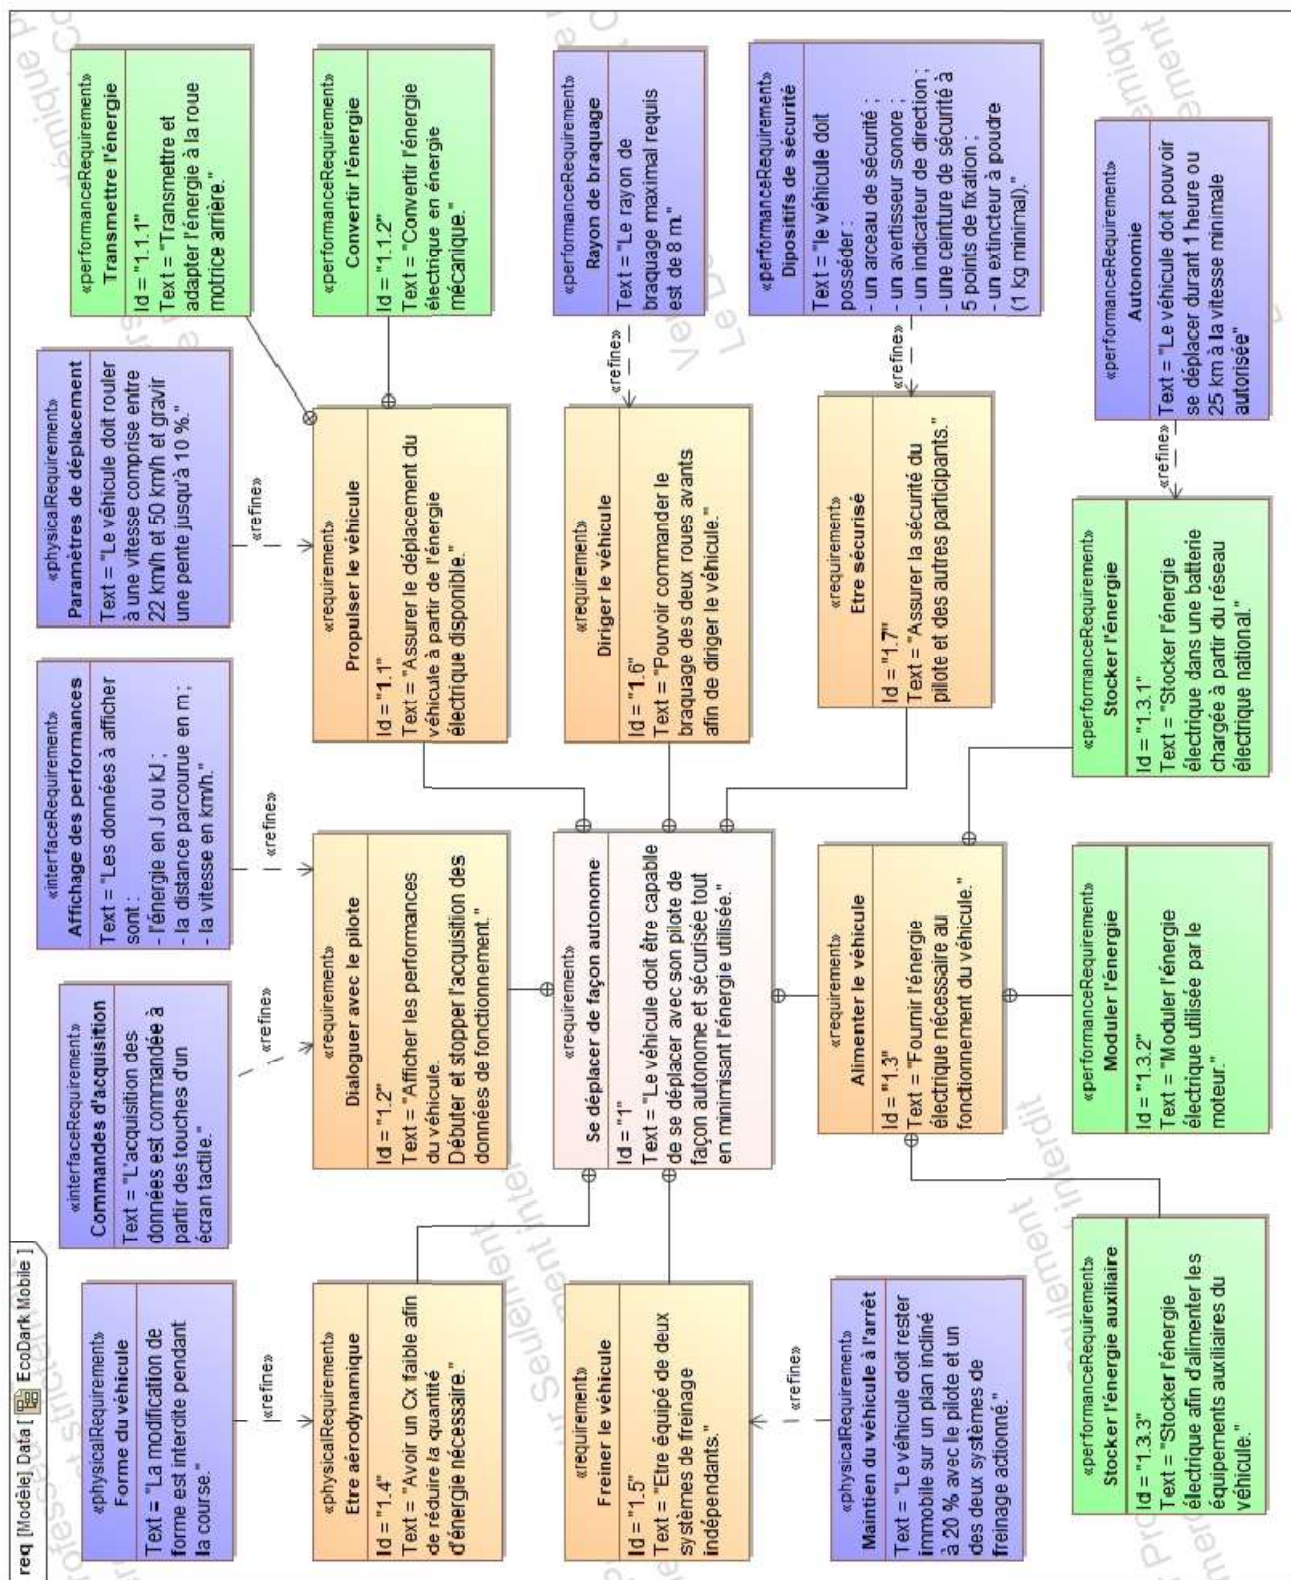 req [Modèle] Data [ EcoDark Mobile ]
«physicalRequirement»
Forme du véhicule
Text = "La modification de
forme est interdite pendant
la course."
«interfaceRequirement»
Commandes d'acquisition
Text = "L'acquisition des
données est commandée à
partir des touches d'un
écran tactile."
«interfaceRequirement»
Affichage des performances
Text = "Les données à afficher
sont :
- l'énergie en J ou kJ ;
- la distance parcourue en m ;
- la vitesse en km/h."
«physicalRequirement»
Paramètres de déplacement
Text = "Le véhicule doit rouler
à une vitesse comprise entre
22 km/h et 50 km/h et gravir
une pente jusqu'à 10 %."
«performanceRequirement»
Transmettre l'énergie
Id = "1.1.1"
Text = "Transmettre et
adapter l'énergie à la roue
motrice arrière."
«refine»
«refine»
«refine»
«refine»
«physicalRequirement»
Etre aérodynamique
Id = "1.4"
Text = "Avoir un Cx faible afin
de réduire la quantité
d'énergie nécessaire."
«requirement»
Dialoguer avec le pilote
Id = "1.2"
Text = "Afficher les performances
du véhicule.
Débuter et stopper l'acquisition des
données de fonctionnement."
«requirement»
Propulser le véhicule
Id = "1.1"
Text = "Assurer le déplacement du
véhicule à partir de l'énergie
électrique disponible."
«performanceRequirement»
Convertir l'énergie
Id = "1.1.2"
Text = "Convertir l'énergie
électrique en énergie
mécanique."
«requirement»
Freiner le véhicule
Id = "1.5"
Text = "Etre équipé de deux
systèmes de freinage
indépendants."
«requirement»
Se déplacer de façon autonome
Id = "1"
Text = "Le véhicule doit être capable
de se déplacer avec son pilote de
façon autonome et sécurisée tout
en minimisant l'énergie utilisée."
«requirement»
Diriger le véhicule
Id = "1.6"
Text = "Pouvoir commander le
braquage des deux roues avants
afin de diriger le véhicule."
«refine»
«performanceRequirement»
Rayon de braquage
Text = "Le rayon de
braquage maximal requis
est de 8 m."
«refine»
«physicalRequirement»
Maintien du véhicule à l'arrêt
Text = "Le véhicule doit rester
immobile sur un plan incliné
à 20 % avec le pilote et un
des deux systèmes de
freinage actionné."
«requirement»
Alimenter le véhicule
Id = "1.3"
Text = "Fournir l'énergie
électrique nécessaire au
fonctionnement du véhicule."
«requirement»
Etre sécurisé
Id = "1.7"
Text = "Assurer la sécurité du
pilote et des autres participants."
«refine»
«performanceRequirement»
Dipositifs de sécurité
Text = "le véhicule doit
posséder :
- un arceau de sécurité ;
- un avertisseur sonore ;
- un indicateur de direction ;
- une ceinture de sécurité à
5 points de fixation ;
- un extincteur à poudre
(1 kg minimal)."
«performanceRequirement»
Stocker l'énergie auxiliaire
Id = "1.3.3"
Text = "Stocker l'énergie
électrique afin d'alimenter les
équipements auxiliaires du
véhicule."
«performanceRequirement»
Moduler l'énergie
Id = "1.3.2"
Text = "Moduler l'énergie
électrique utilisée par le
moteur."
«performanceRequirement»
Stocker l'énergie
Id = "1.3.1"
Text = "Stocker l'énergie
électrique dans une batterie
chargée à partir du réseau
électrique national."
«refine»
«performanceRequirement»
Autonomie
Text = "Le véhicule doit pouvoir
se déplacer durant 1 heure ou
25 km à la vitesse minimale
autorisée"